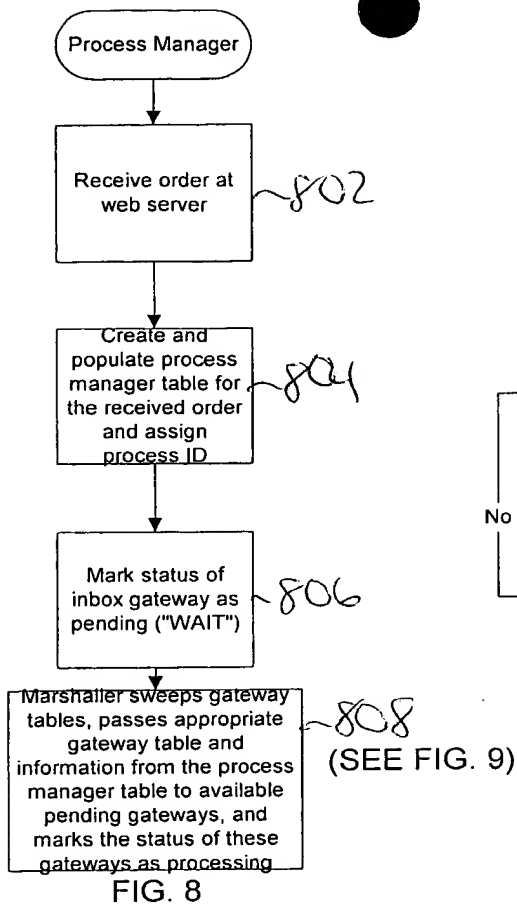 Process Manager
Receive order at
web server
802
Create and
populate process
manager table for
the received order
and assign
process ID
804
No
Mark status of
inbox gateway as
pending ("WAIT")
806
Marshaller sweeps gateway
tables, passes appropriate
gateway table and
information from the process
manager table to available
pending gateways, and
marks the status of these
gateways as processing
808
(SEE FIG. 9)
FIG. 8